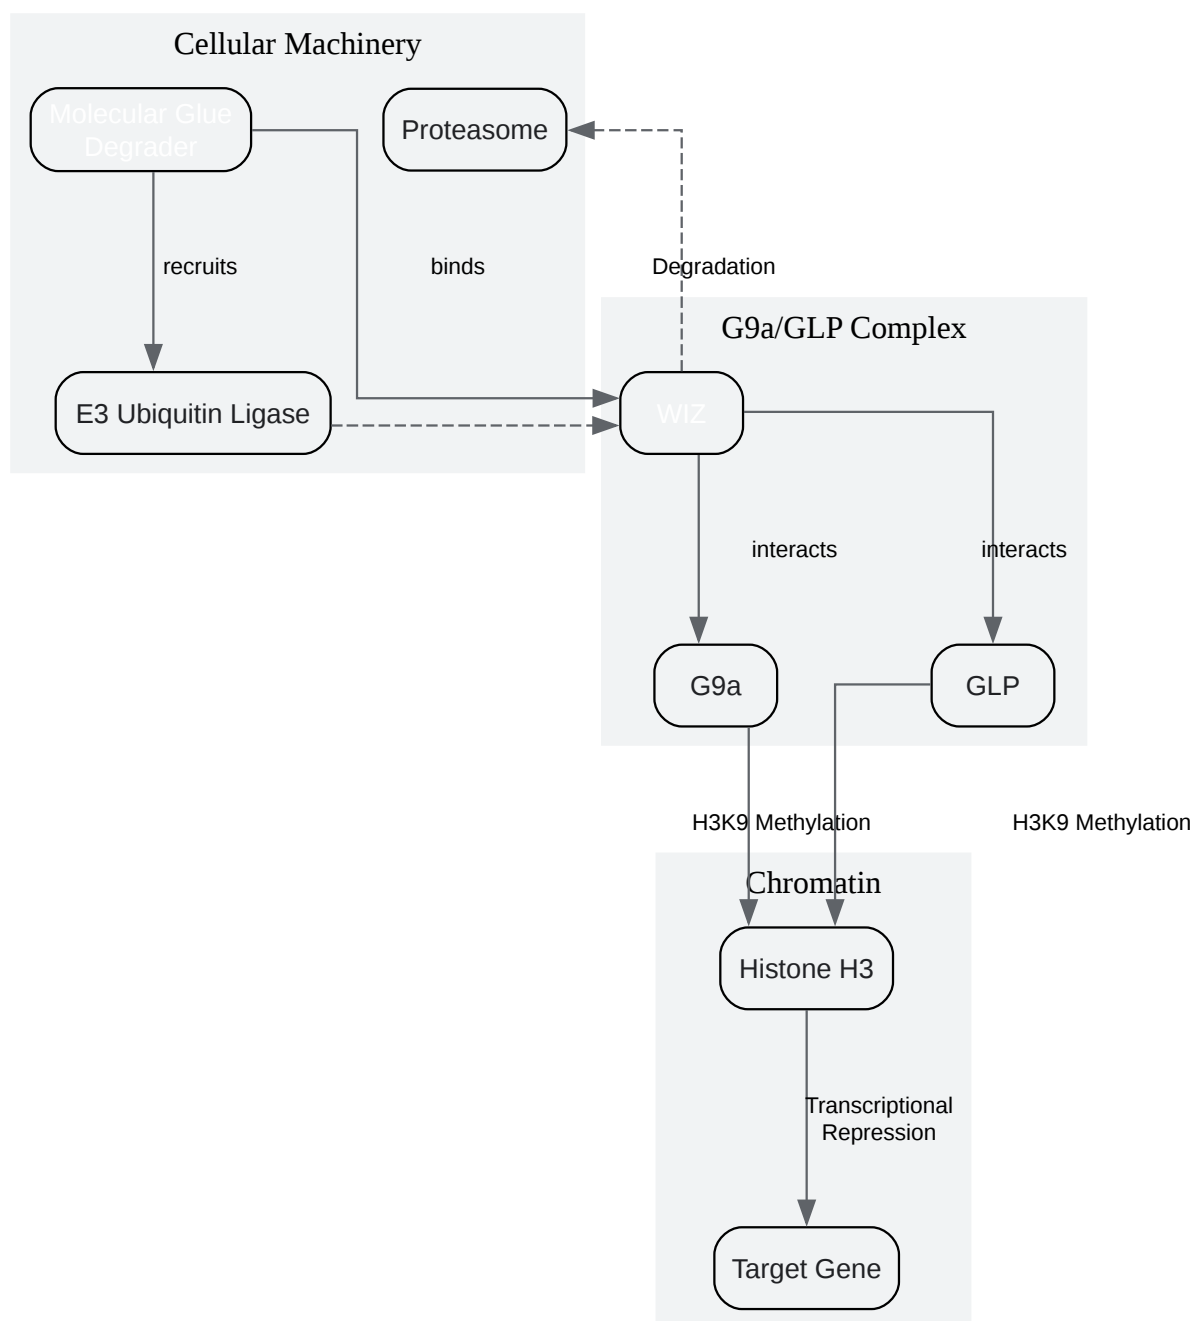 Cellular Machinery
Molecular Glue
Degrader
Proteasome
recruits
binds
Degradation
G9a/GLP Complex
E3 Ubiquitin Ligase
WIZ
interacts
interacts
G9a
GLP
H3K9 Methylation
H3K9 Methylation
Chromatin
Histone H3
Transcriptional
Repression
Target Gene